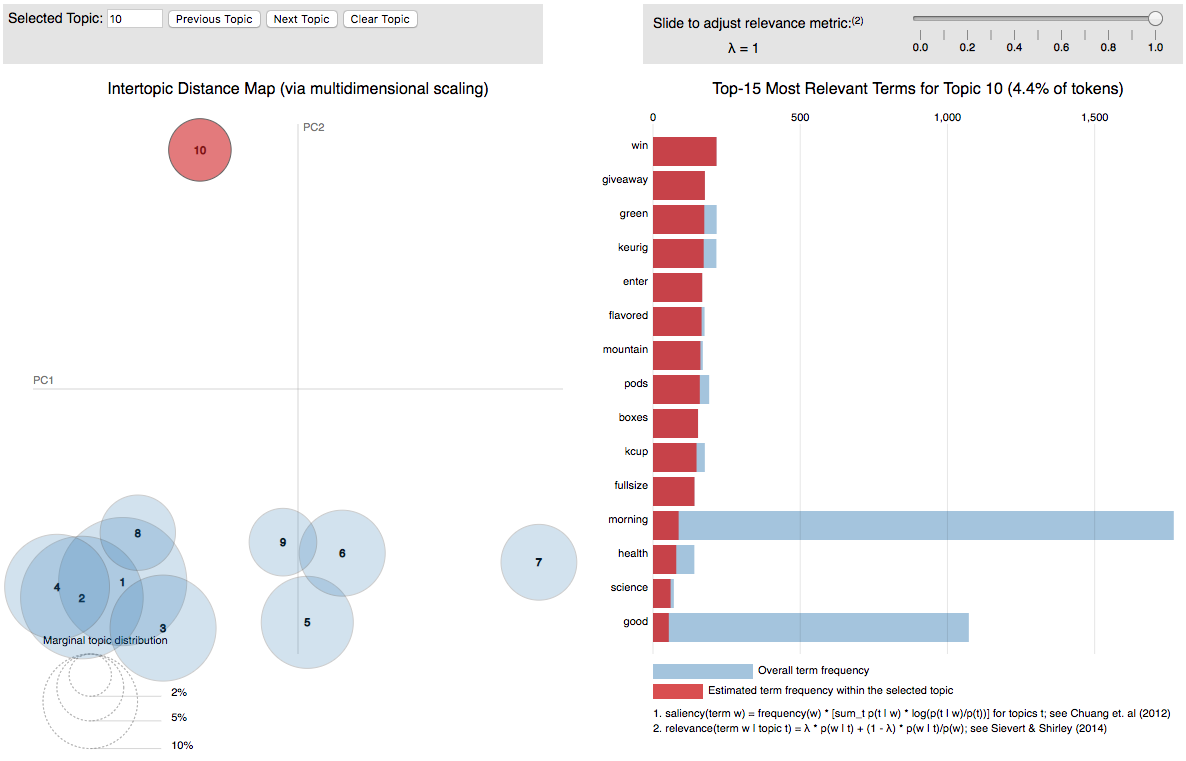 Selected Topic: 10 Previous Topic Next Topic Clear Topic
Slide to adjust relevance metric:(2)
λ = 1
0.0 0.2 0.4 0.6 0.8 1.0
Intertopic Distance Map (via multidimensional scaling)
PC2
PC1
10
8
9
6
7
4
1
2
5
3
Marginal topic distribution
2%
5%
10%
Top-15 Most Relevant Terms for Topic 10 (4.4% of tokens)
0 500 1,000 1,500
win
giveaway
green
keurig
enter
flavored
mountain
pods
boxes
kcup
fullsize
morning
health
science
good
Overall term frequency
Estimated term frequency within the selected topic
1. saliency(term w) = frequency(w) * [sum_t p(t | w) * log(p(t | w)/p(t))] for topics t; see Chuang et. al (2012)
2. relevance(term w | topic t) = λ * p(w | t) + (1 - λ) * p(w | t)/p(w); see Sievert & Shirley (2014)